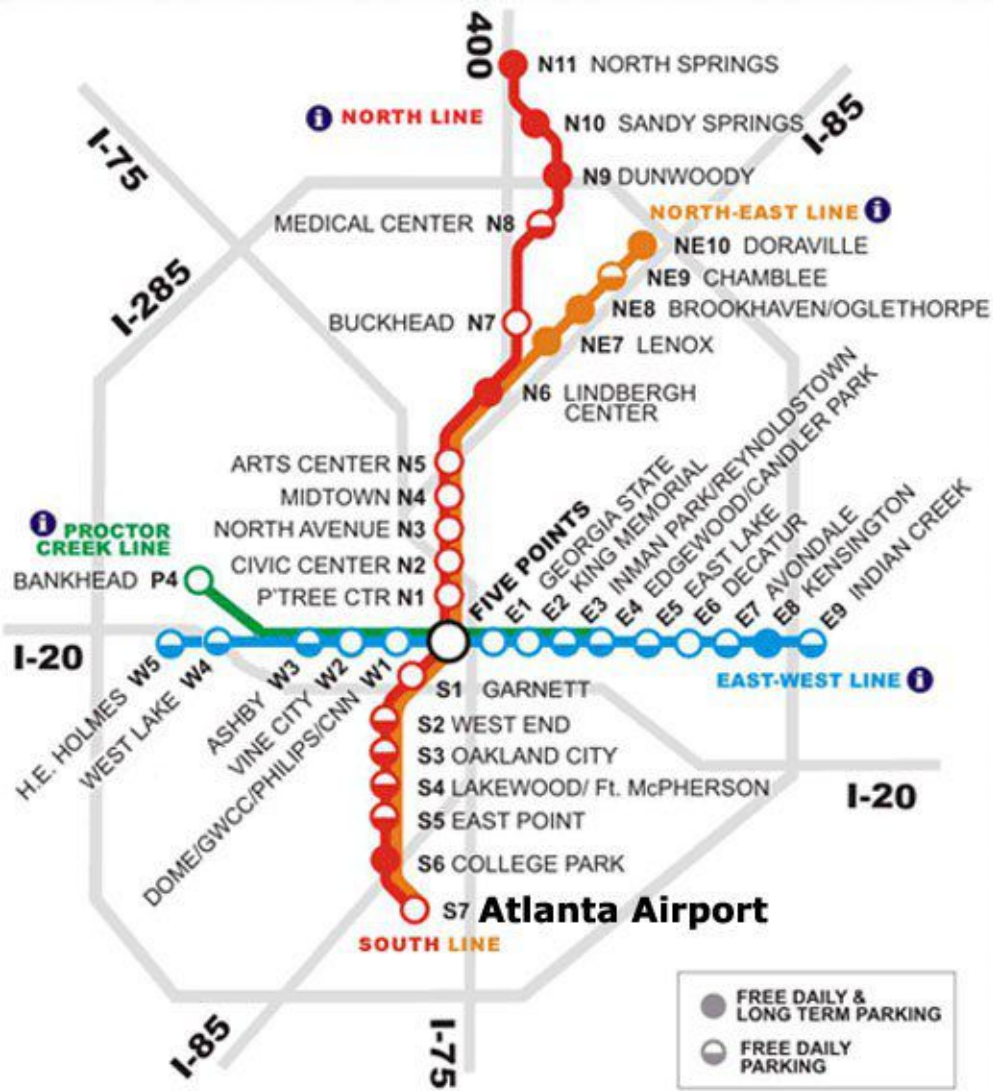 400
N11 NORTH SPRINGS
i NORTH LINE
N10 SANDY SPRINGS
I-85
I-75
N9 DUNWOODY
NORTH-EAST LINE i
MEDICAL CENTER N8
NE10 DORAVILLE
NE9 CHAMBLEE
I-285
NE8 BROOKHAVEN/OGLETHORPE
BUCKHEAD N7
NE7 LENOX
N6 LINDBERGH
CENTER
ARTS CENTER N5
MIDTOWN N4
NORTH AVENUE N3
CIVIC CENTER N2
P'TREE CTR N1
i PROCTOR
CREEK LINE
BANKHEAD P4
FIVE POINTS
E1 GEORGIA STATE
E2 KING MEMORIAL
E3 INMAN PARK/REYNOLDSTOWN
E4 EDGEWOOD/CANDLER PARK
E5 EAST LAKE
E6 DECATUR
E7 AVONDALE
E8 KENSINGTON
E9 INDIAN CREEK
I-20
H.E. HOLMES W5
WEST LAKE W4
ASHBY W3
VINE CITY W2
DOME/GWCC/PHILIPS/CNN W1
EAST-WEST LINE i
S1 GARNETT
S2 WEST END
S3 OAKLAND CITY
S4 LAKEWOOD/ Ft. McPHERSON
I-20
S5 EAST POINT
S6 COLLEGE PARK
S7 Atlanta Airport
SOUTH LINE
I-85
I-75
FREE DAILY &
LONG TERM PARKING
FREE DAILY
PARKING